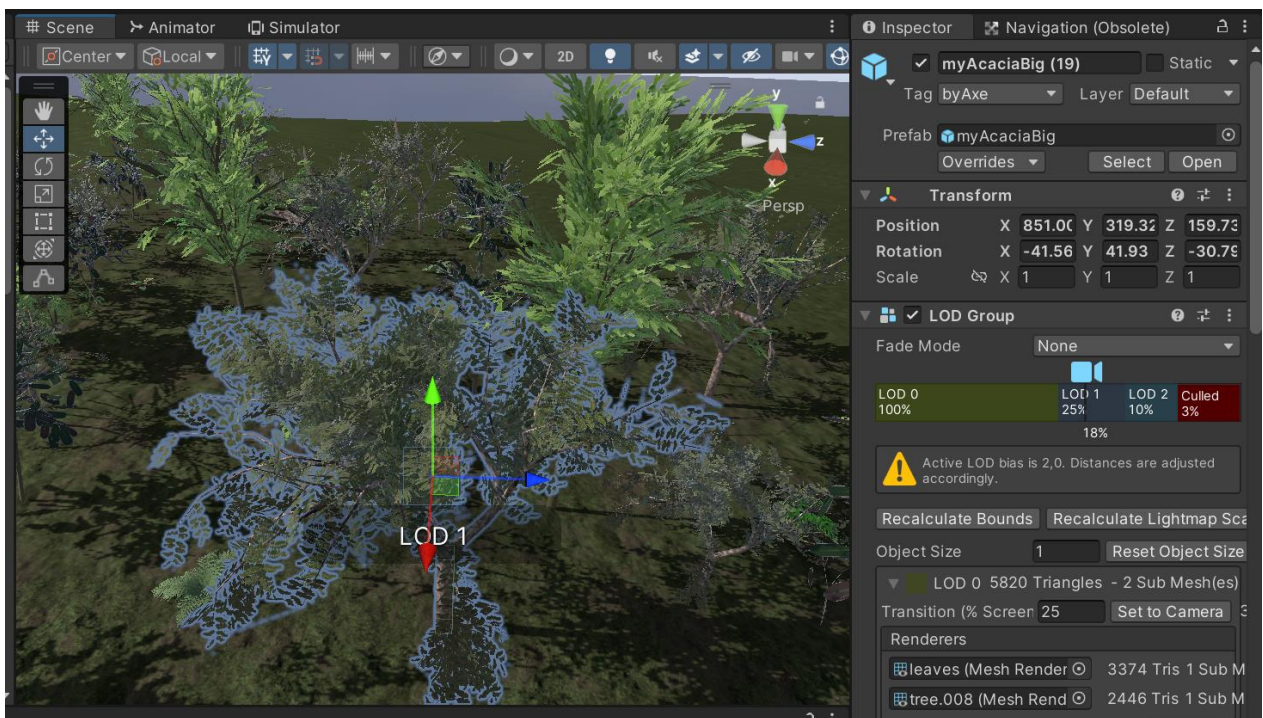 Scene Animator Simulator
Inspector Navigation (Obsolete)
Center Local 2D
myAcaciaBig (19) Static
Tag byAxe Layer Default
Prefab myAcaciaBig
Overrides Select Open
Transform
Position X 851.00 Y 319.32 Z 159.73
Rotation X -41.56 Y 41.93 Z -30.79
Scale X 1 Y 1 Z 1
LOD Group
Fade Mode None
LOD 0 LOD 1 LOD 2 Culled
100% 25% 10% 3%
18%
Active LOD bias is 2,0. Distances are adjusted
accordingly.
Recalculate Bounds Recalculate Lightmap Sca
Object Size 1 Reset Object Size
LOD 0 5820 Triangles - 2 Sub Mesh(es)
Transition (% Screen 25 Set to Camera
Renderers
leaves (Mesh Render 3374 Tris 1 Sub M
tree.008 (Mesh Rend 2446 Tris 1 Sub M
y
z
x
Persp
LOD 1